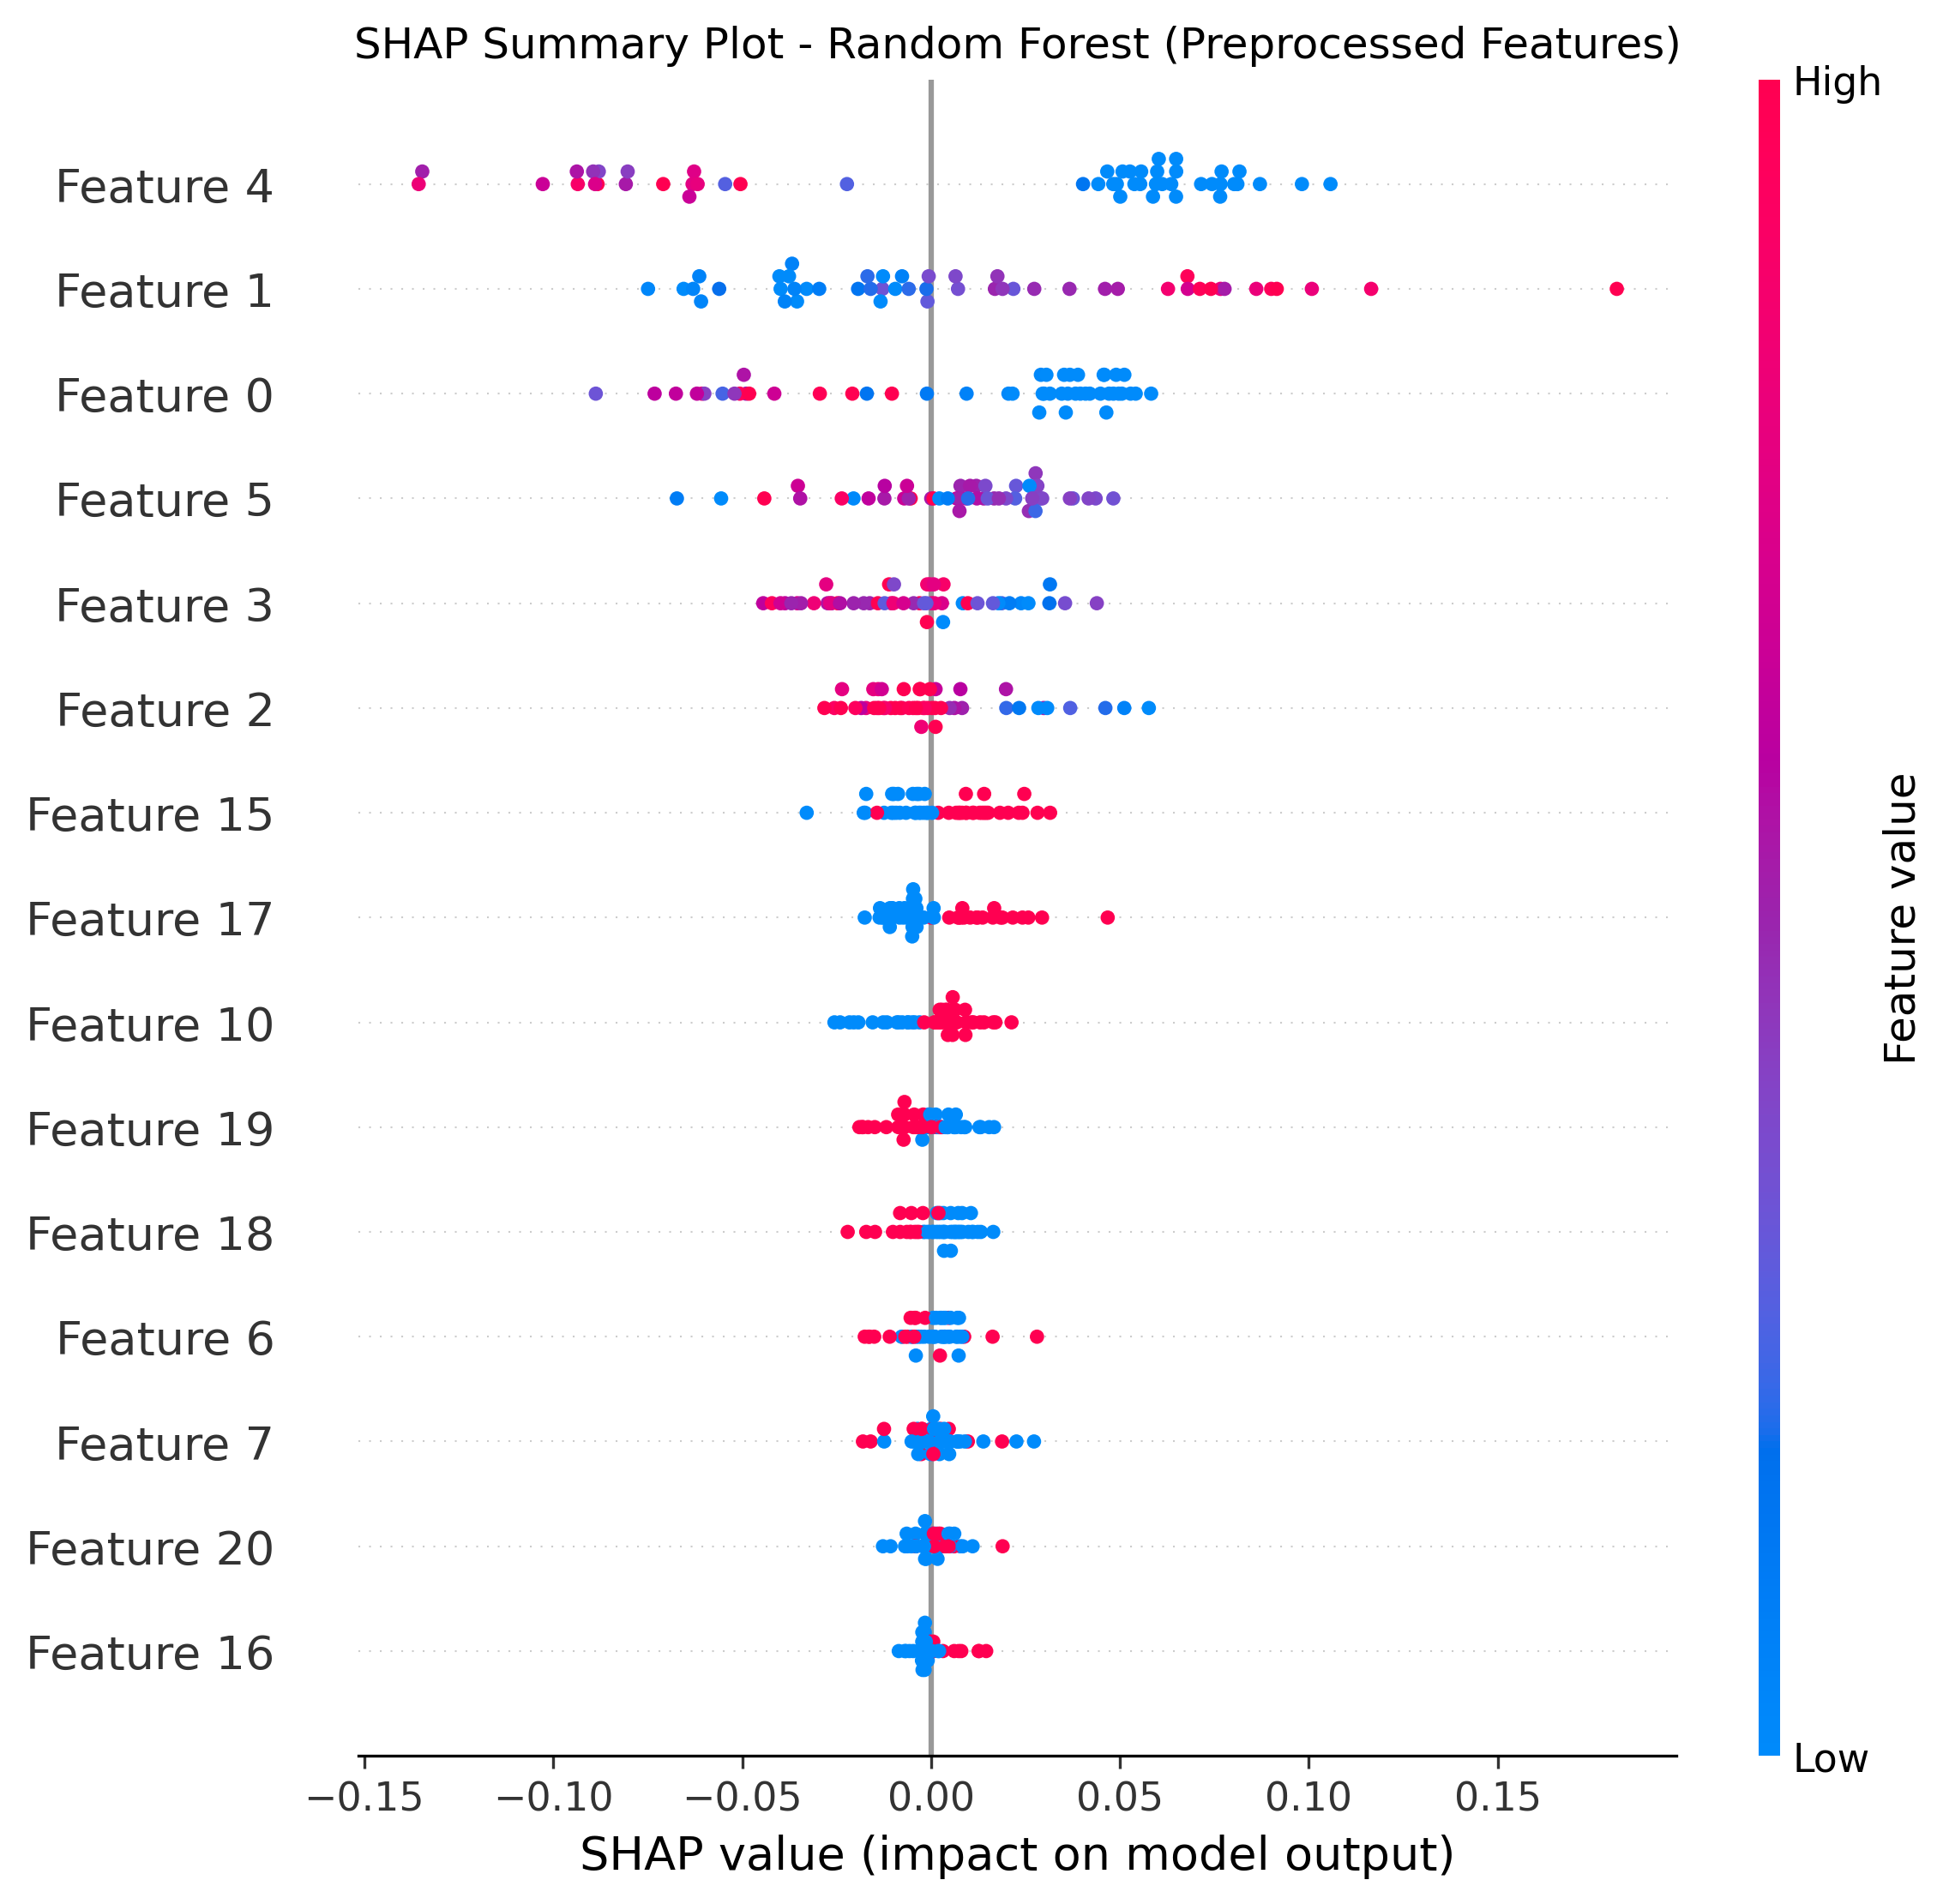 SHAP Summary Plot - Random Forest (Preprocessed Features)
High
Feature 4
Feature 1
Feature 0
Feature 5
Feature 3
Feature 2
Feature 15
Feature 17
Feature 10
Feature 19
Feature 18
Feature 6
Feature 7
Feature 20
Feature 16
Feature value
Low
−0.15 −0.10 −0.05 0.00 0.05 0.10 0.15
SHAP value (impact on model output)